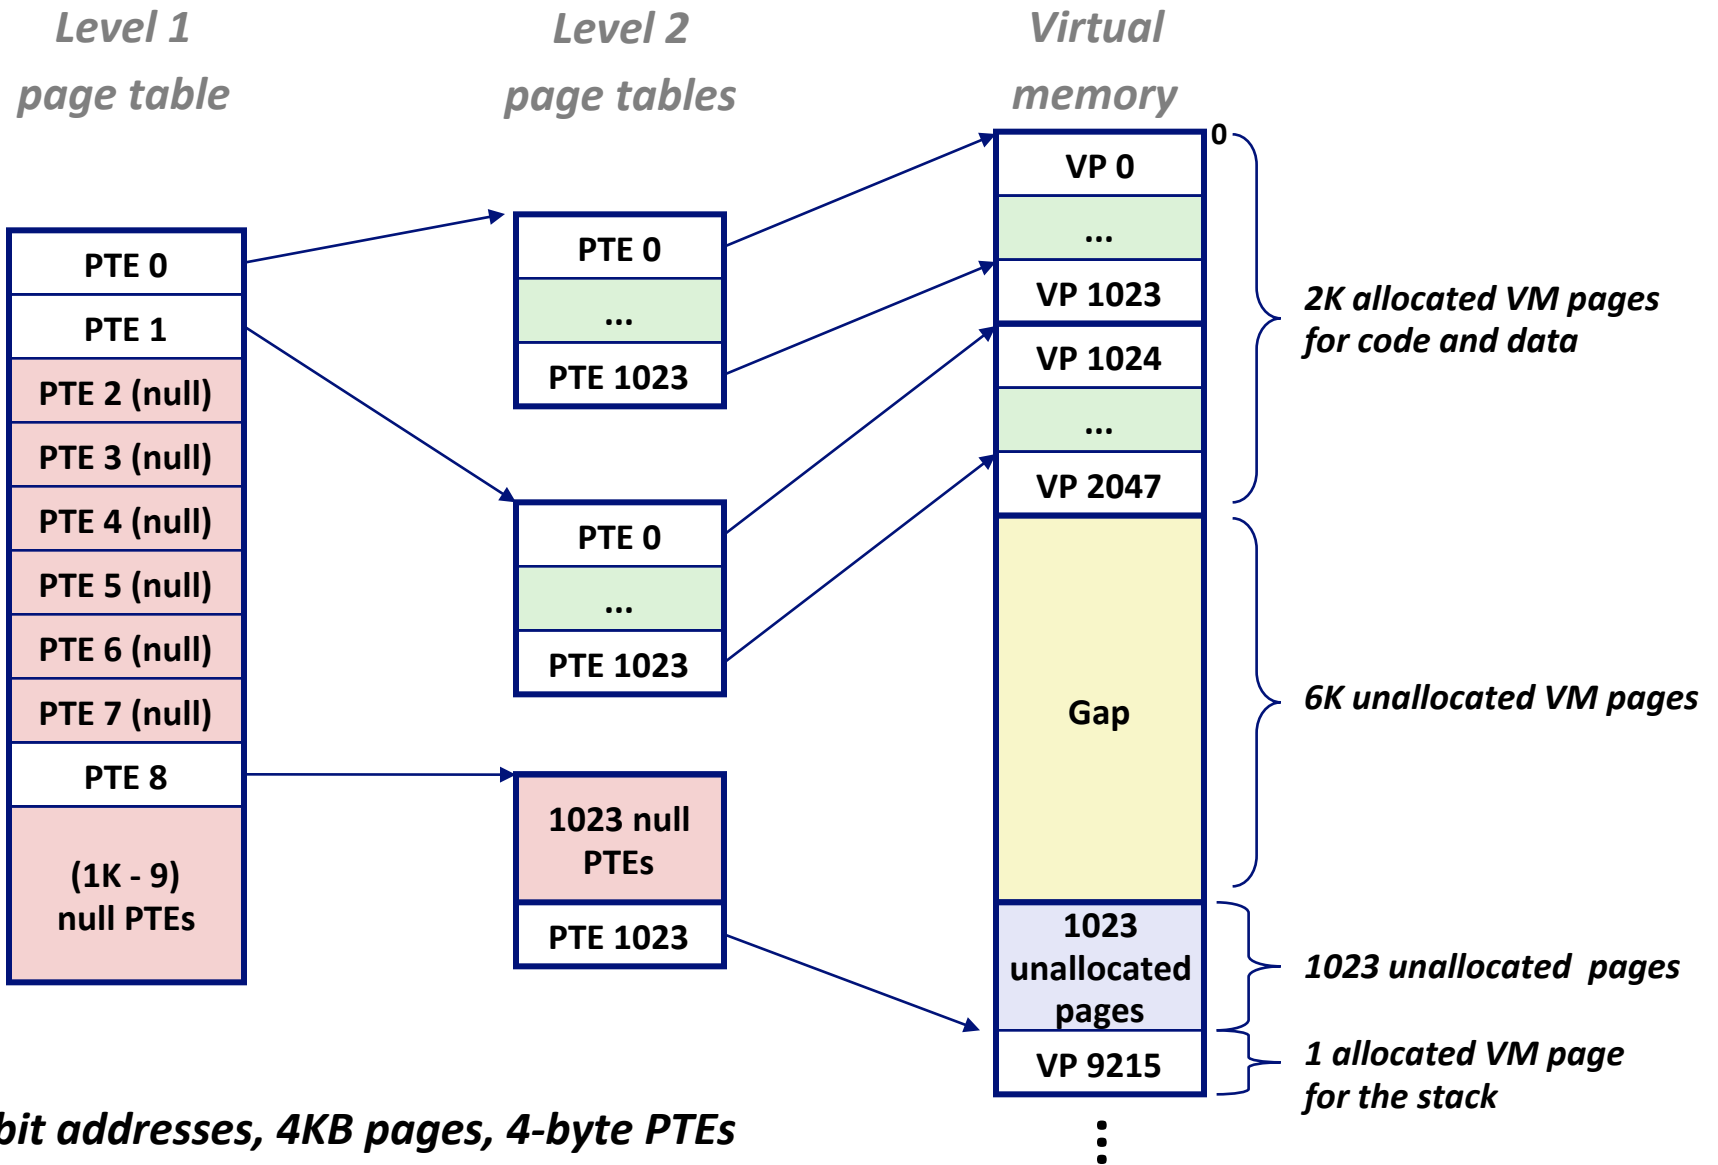 Level 1
page table
Level 2
page tables
Virtual
memory
PTE 0
PTE 1
PTE 2 (null)
PTE 3 (null)
PTE 4 (null)
PTE 5 (null)
PTE 6 (null)
PTE 7 (null)
PTE 8
(1K - 9)
null PTEs
PTE 0
...
PTE 1023
PTE 0
...
PTE 1023
1023 null
PTEs
PTE 1023
0
VP 0
...
VP 1023
VP 1024
...
VP 2047
Gap
1023
unallocated
pages
VP 9215
2K allocated VM pages
for code and data
6K unallocated VM pages
1023 unallocated pages
1 allocated VM page
for the stack
bit addresses, 4KB pages, 4-byte PTEs